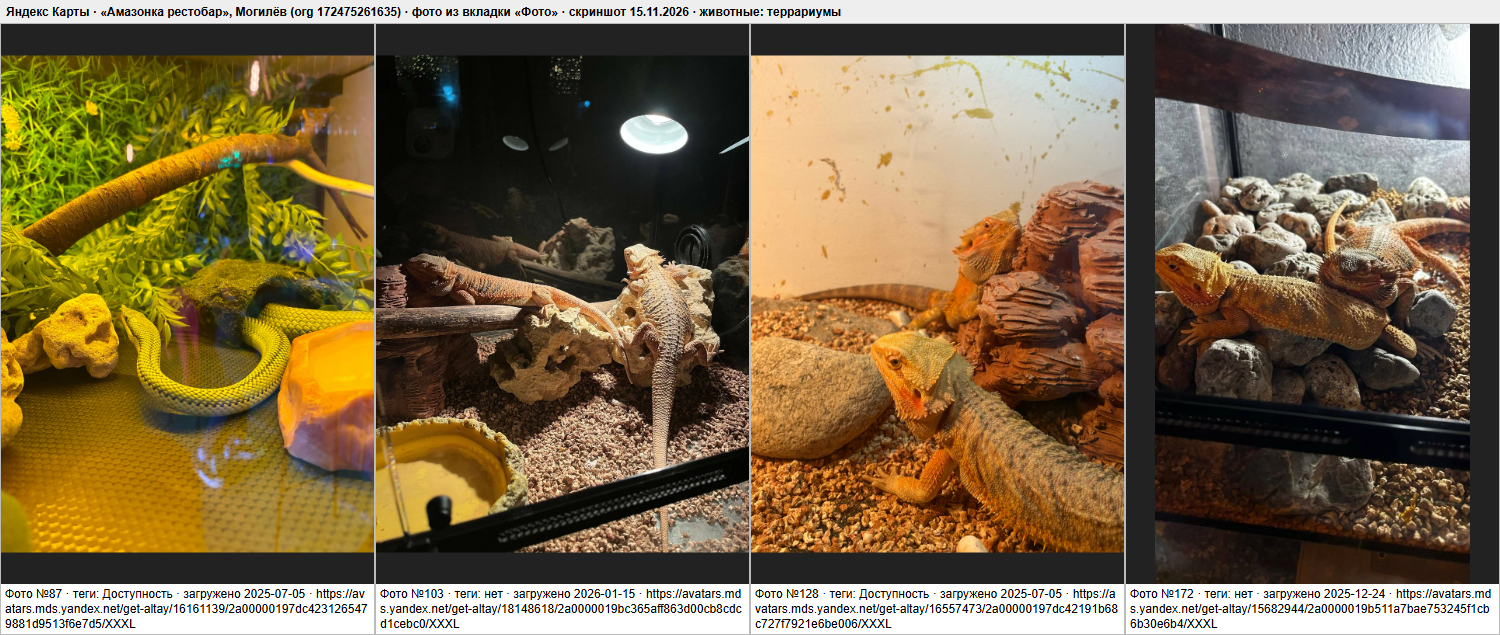 Яндекс Карты · «Амазонка рестобар», Могилёв (org 172475261635) · фото из вкладки «Фото» · скриншот 15.11.2026 · животные: террариумы
Фото №87 · теги: Доступность · загружено 2025-07-05 · https://av
atars.mds.yandex.net/get-altay/16161139/2a00000197dc423126547
9881d9513f6e7d5/XXXL
Фото №103 · теги: нет · загружено 2026-01-15 · https://avatars.md
s.yandex.net/get-altay/18148618/2a0000019bc365aff863d00cb8cdc
d1cebc0/XXXL
Фото №128 · теги: Доступность · загружено 2025-07-05 · https://a
vatars.mds.yandex.net/get-altay/16557473/2a00000197dc42191b68
c727f7921e6be006/XXXL
Фото №172 · теги: нет · загружено 2025-12-24 · https://avatars.md
s.yandex.net/get-altay/15682944/2a0000019b511a7bae753245f1cb
6b30e6b4/XXXL